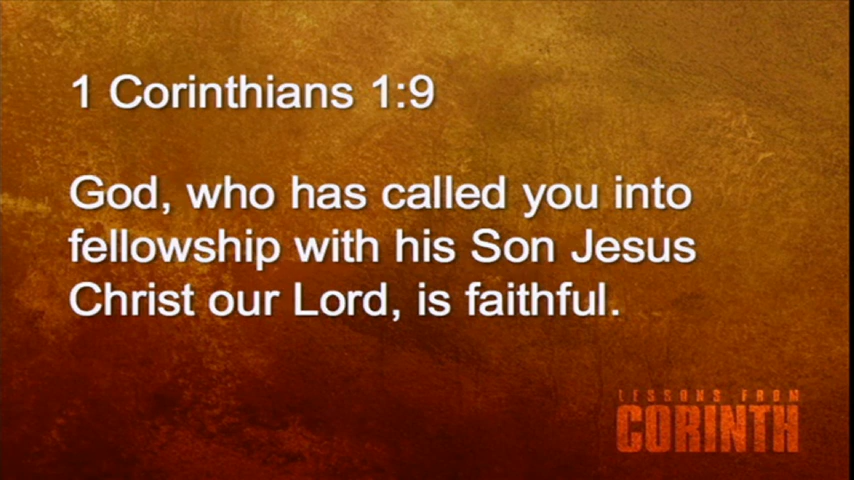 1 Corinthians 1:9
God, who has called you into
fellowship with his Son Jesus
Christ our Lord, is faithful.
LESSONS FROM
CORINTH